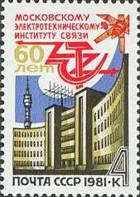 МОСКОВСКОМУ
ЭЛЕКТРОТЕХНИЧЕСКОМУ
ИНСТИТУТУ СВЯЗИ
60
лет
4
К
ПОЧТА СССР 1981·